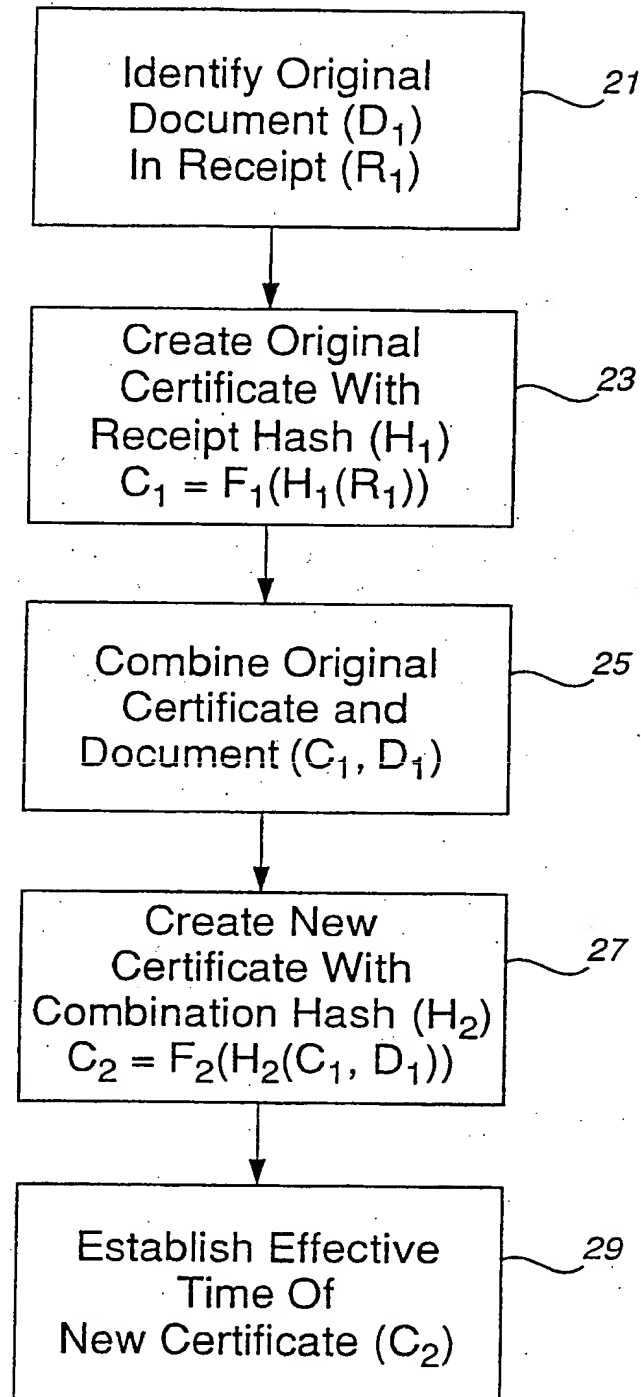 Identify Original
Document (D₁)
In Receipt (R₁)
21
Create Original
Certificate With
Receipt Hash (H₁)
C₁ = F₁(H₁(R₁))
23
Combine Original
Certificate and
Document (C₁, D₁)
25
Create New
Certificate With
Combination Hash (H₂)
C₂ = F₂(H₂(C₁, D₁))
27
Establish Effective
Time Of
New Certificate (C₂)
29